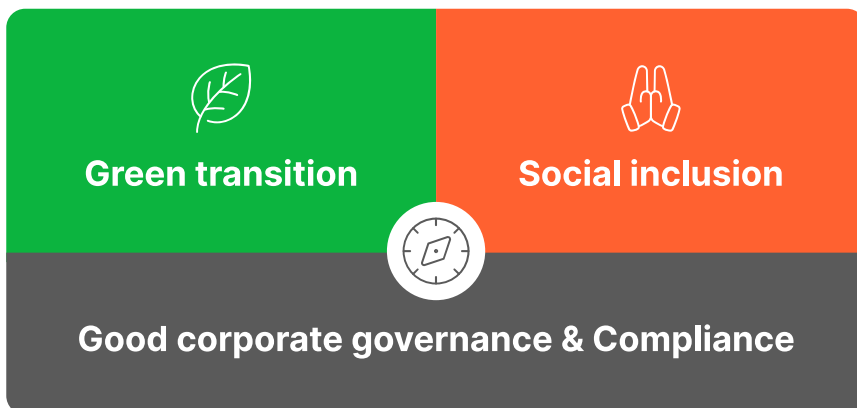 Green transition
Social inclusion
Good corporate governance & Compliance